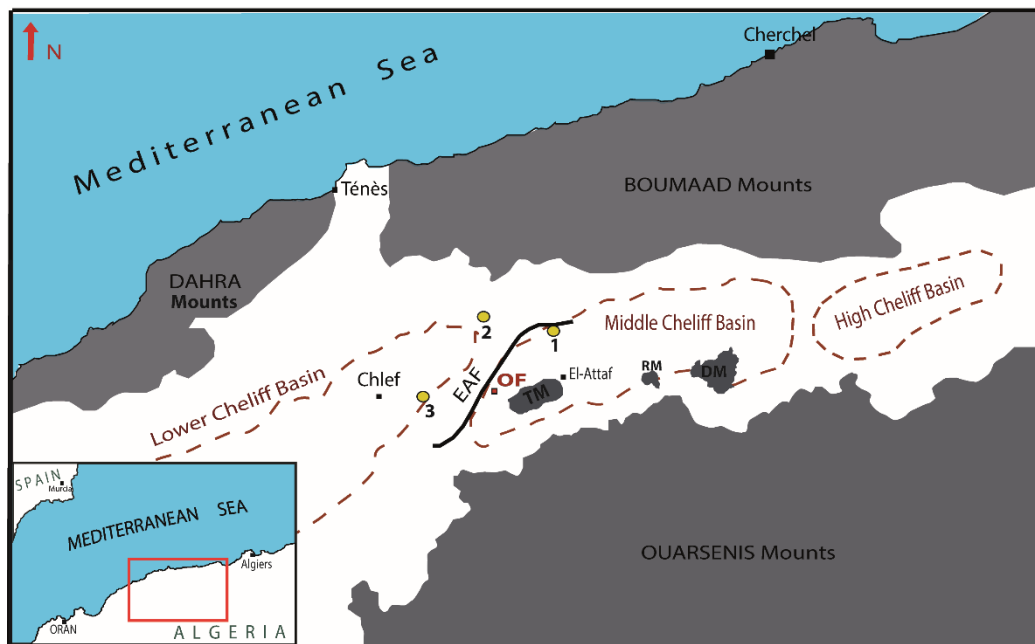 N
Mediterranean Sea
Cherchel
Ténès
BOUMAAD Mounts
DAHRA
Mounts
High Cheliff Basin
Middle Cheliff Basin
2
1
Lower Cheliff Basin
Chlef
EAF
OF
El-Attaf
RM
DM
TM
3
SPAIN
Murcia
MEDITERRANEAN SEA
Algiers
ORAN
ALGERIA
OUARSENIS Mounts